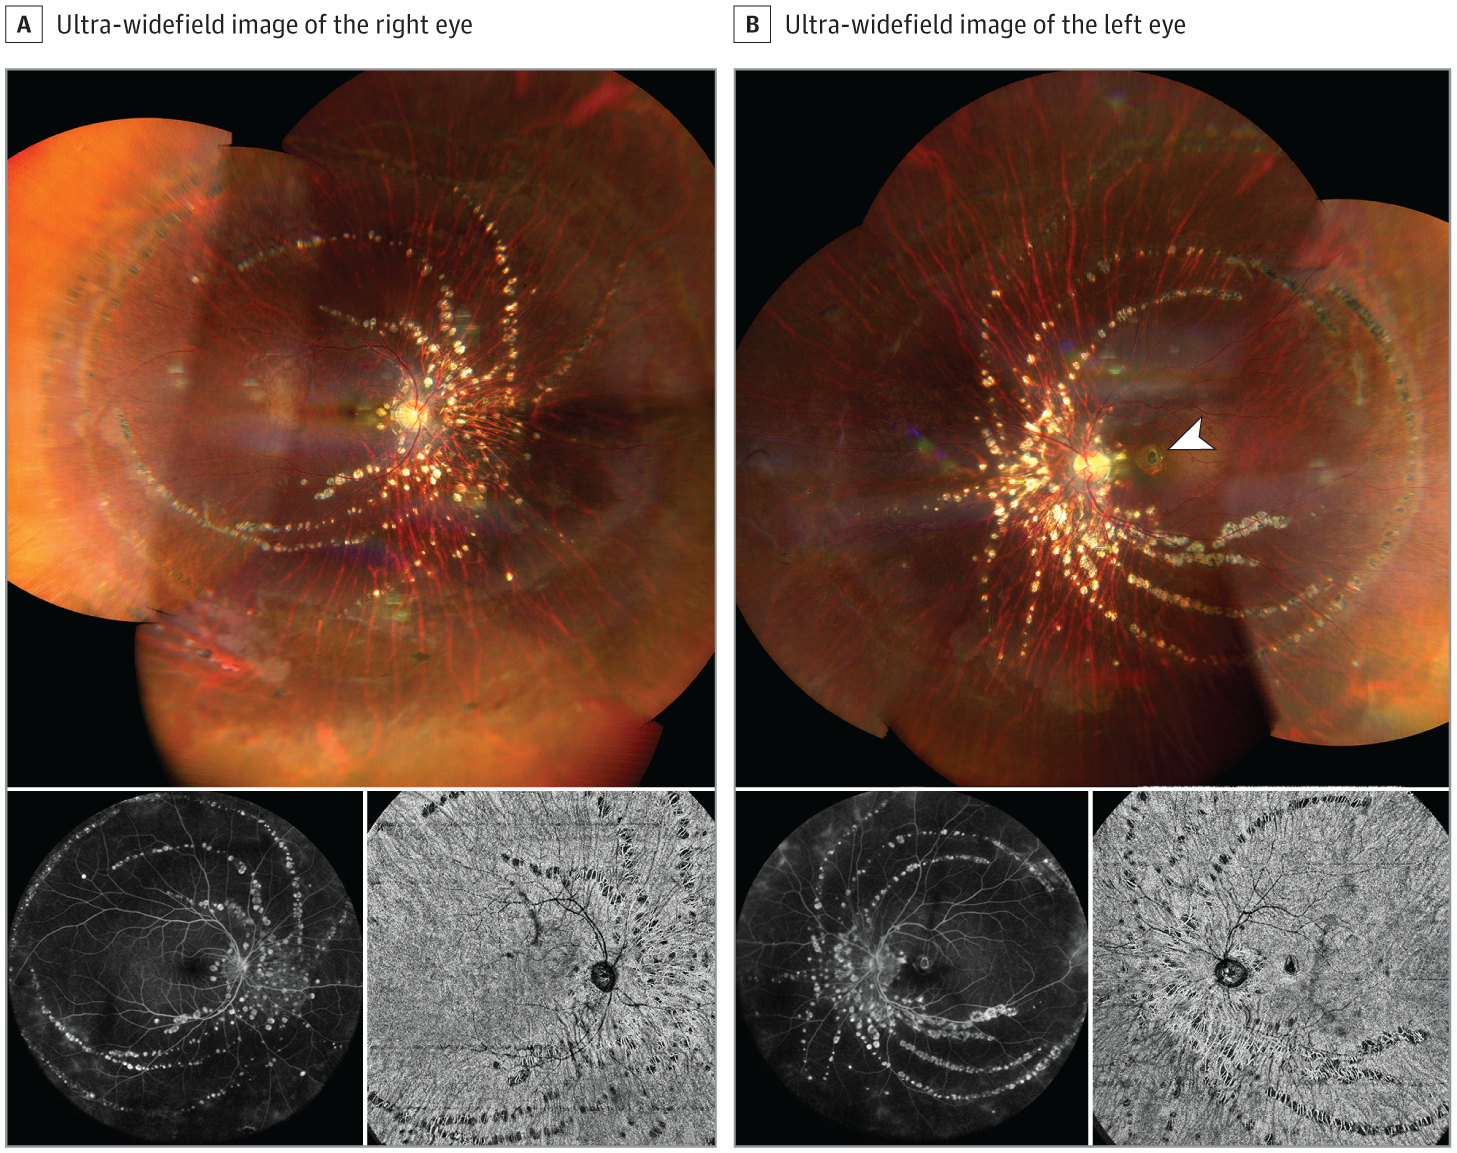 A Ultra-widefield image of the right eye
B Ultra-widefield image of the left eye